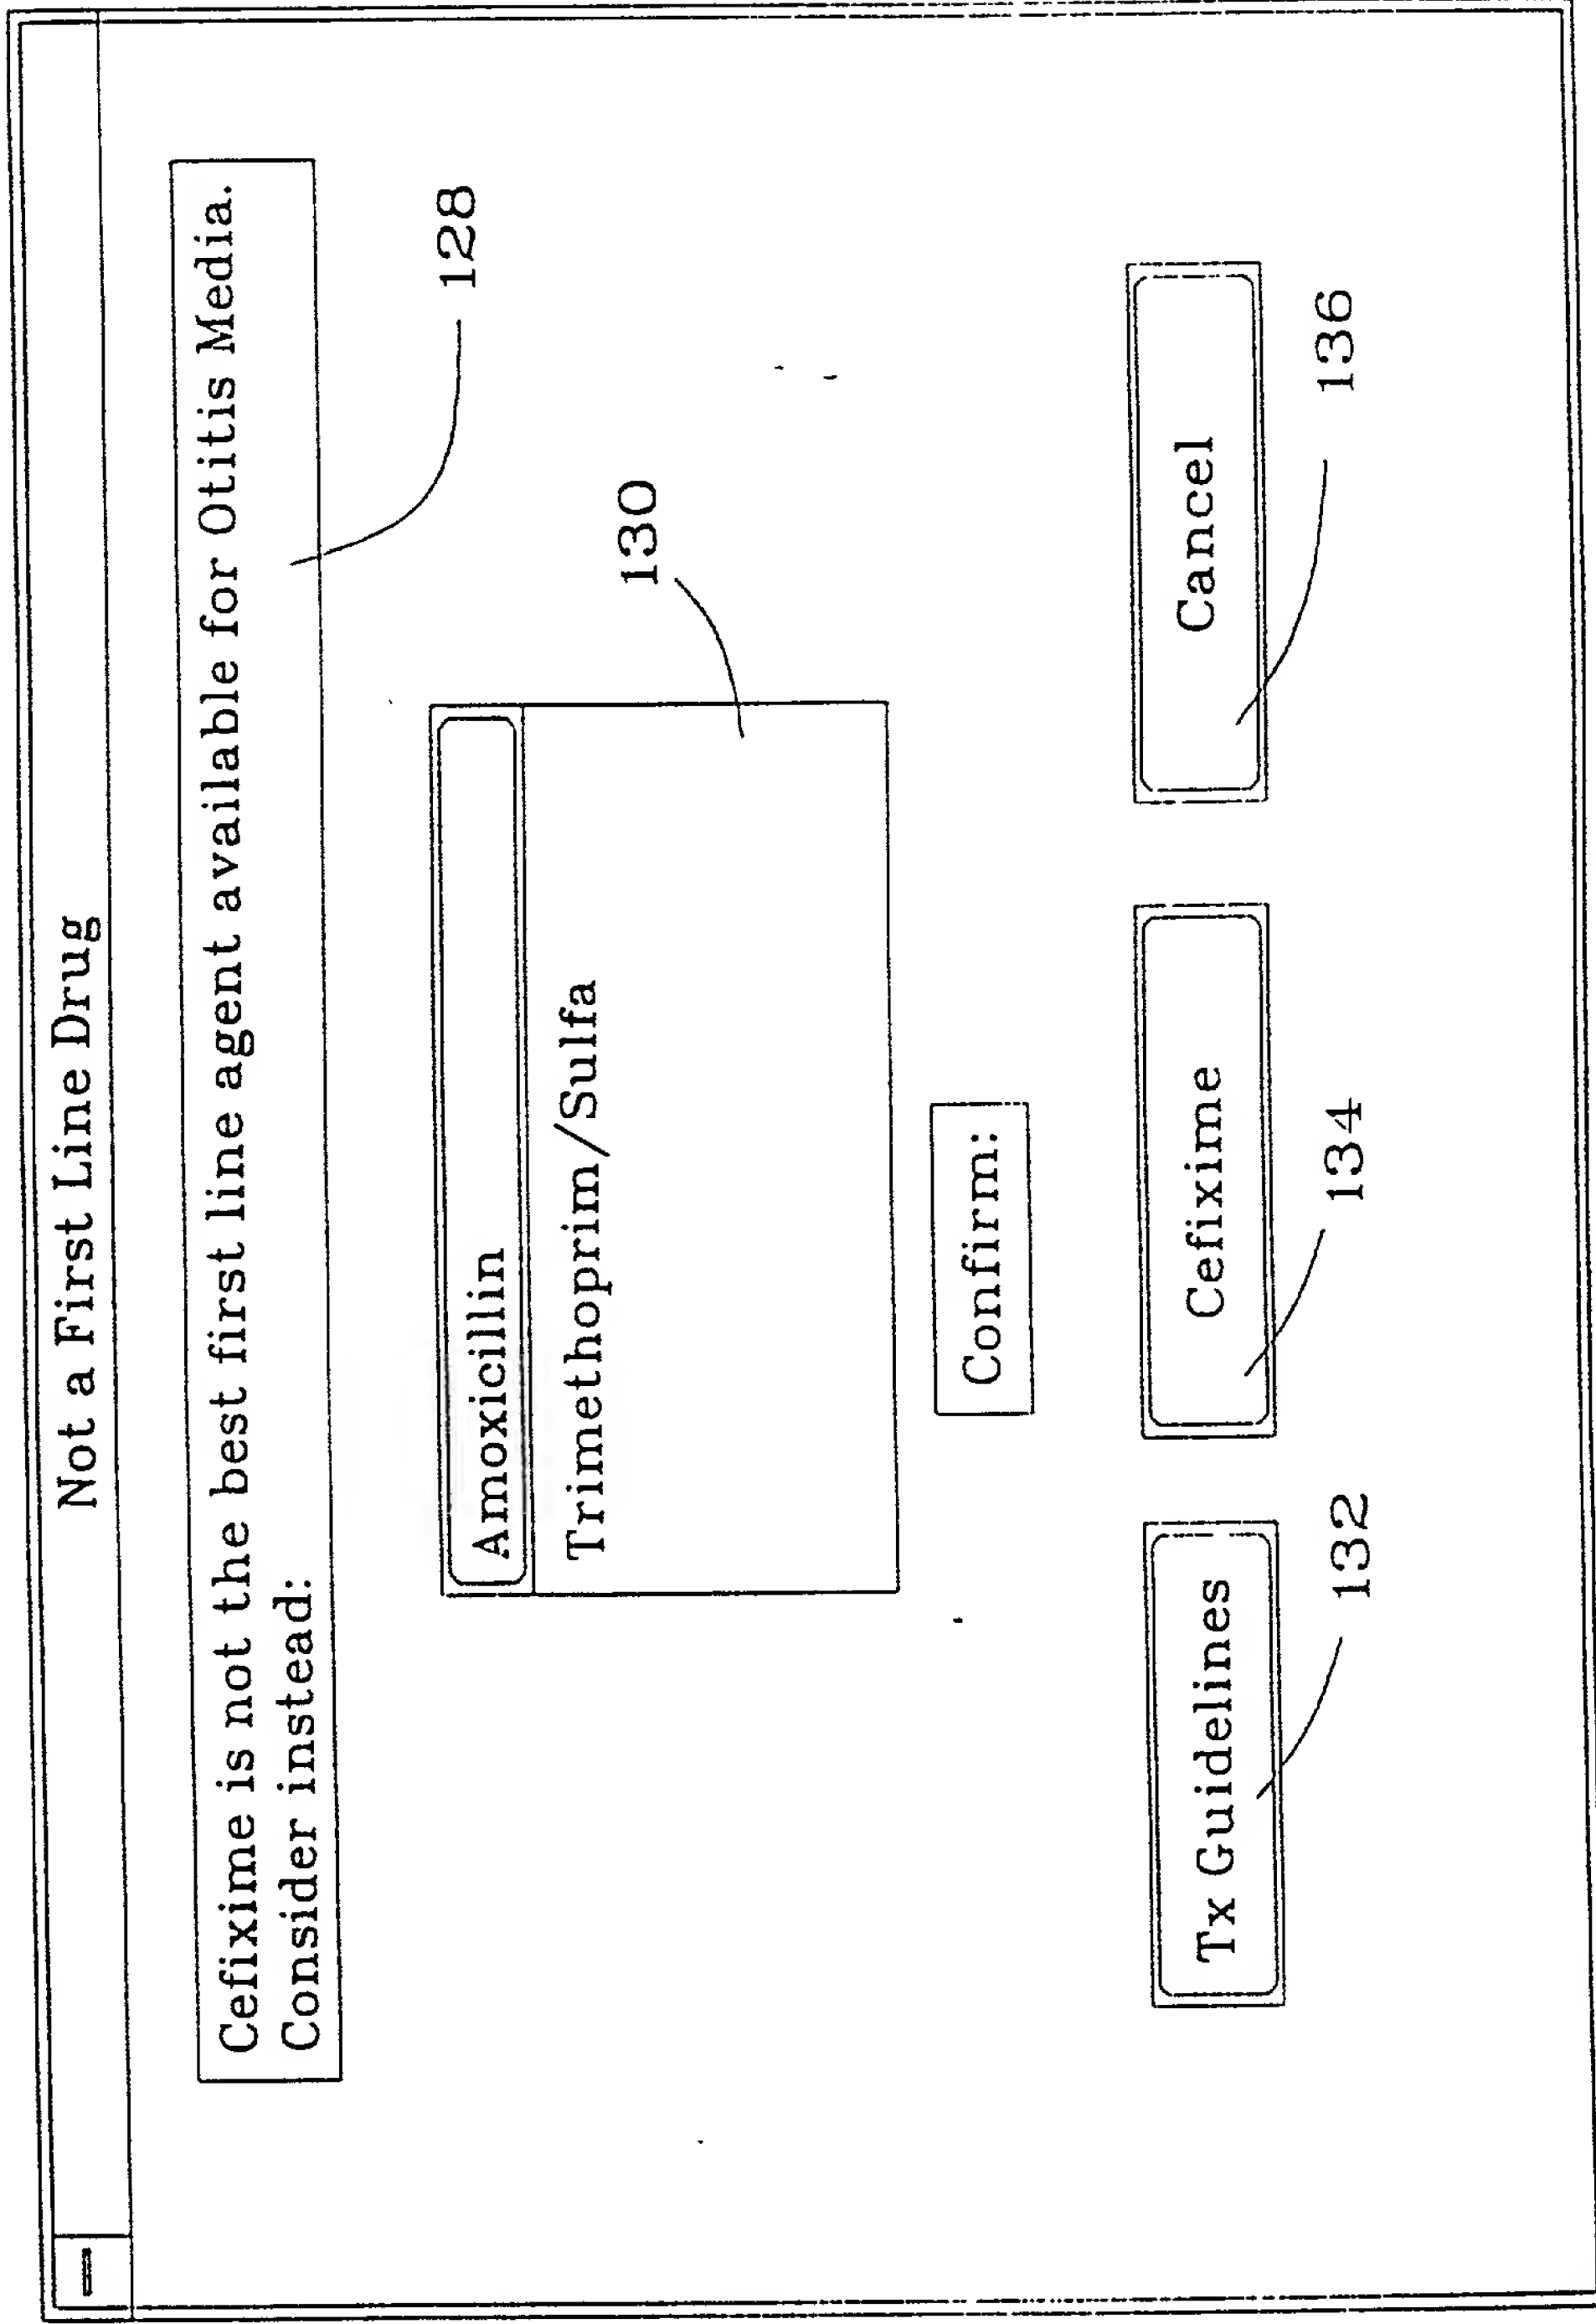 Not a First Line Drug
Cefixime is not the best first line agent available for Otitis Media.
Consider instead:
128
Amoxicillin
Trimethoprim/Sulfa
130
Confirm:
Tx Guidelines
Cefixime
Cancel
132
134
136